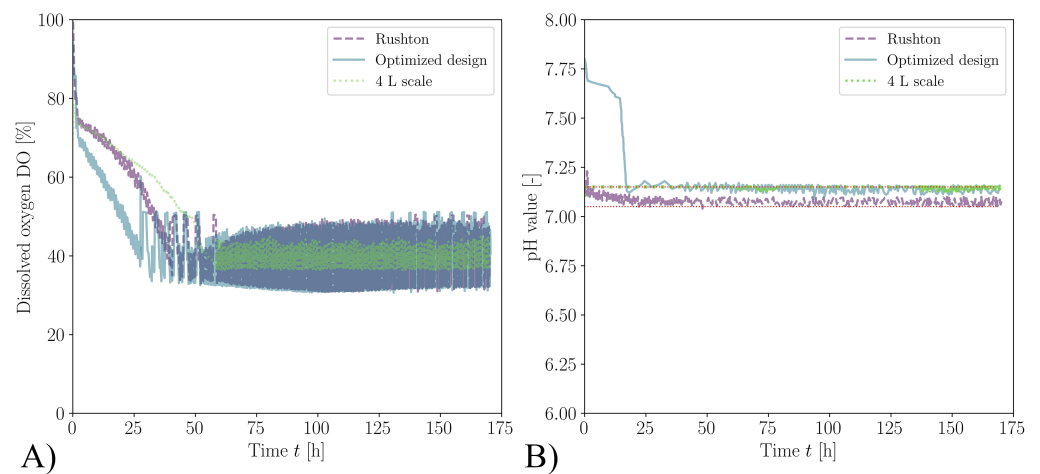 100
80
60
40
20
0
Dissolved oxygen DO [%]
0
25
50
75
100
125
150
175
Time t [h]
Rushton
Optimized design
4 L scale
A)
8.00
7.75
7.50
7.25
7.00
6.75
6.50
6.25
6.00
pH value [-]
0
25
50
75
100
125
150
175
Time t [h]
Rushton
Optimized design
4 L scale
B)